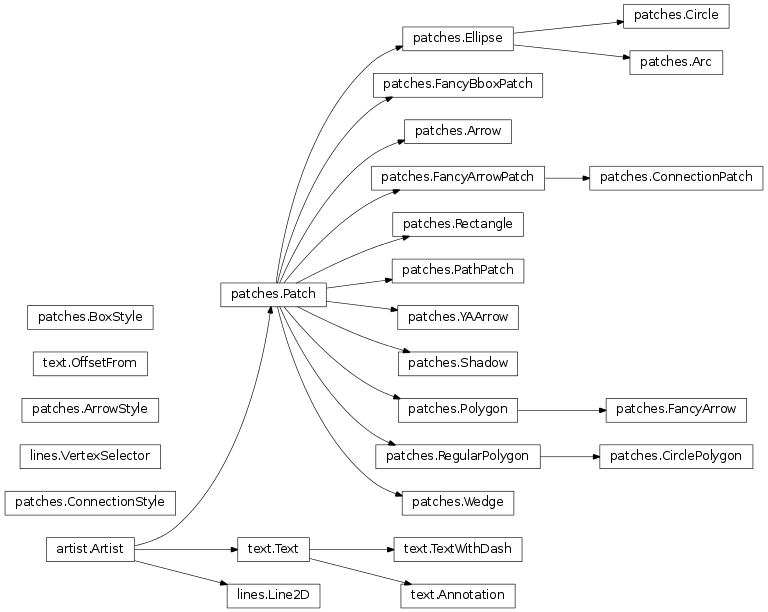 patches.Circle
patches.Ellipse
patches.Arc
patches.FancyBboxPatch
patches.Arrow
patches.FancyArrowPatch
patches.ConnectionPatch
patches.Rectangle
patches.PathPatch
patches.Patch
patches.BoxStyle
patches.YAArrow
text.OffsetFrom
patches.Shadow
patches.ArrowStyle
patches.Polygon
patches.FancyArrow
lines.VertexSelector
patches.RegularPolygon
patches.CirclePolygon
patches.ConnectionStyle
patches.Wedge
artist.Artist
text.Text
text.TextWithDash
lines.Line2D
text.Annotation